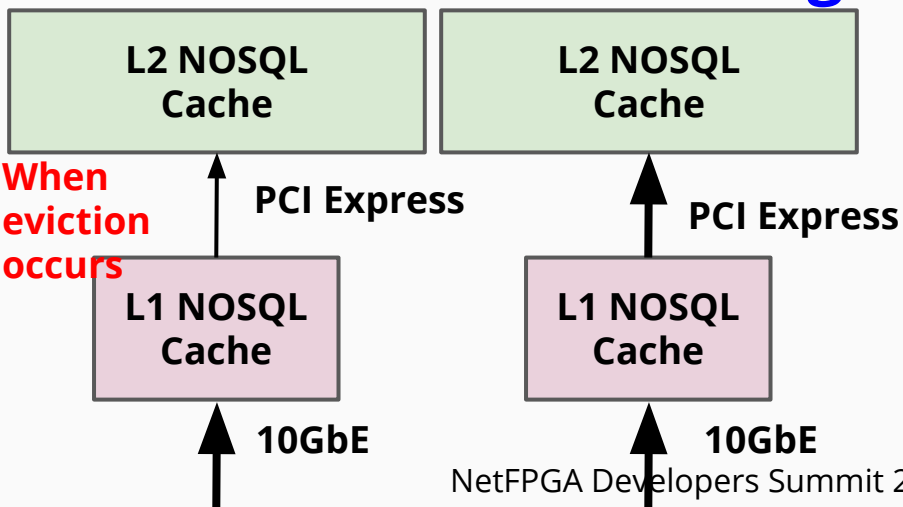 L2 NOSQL
Cache
L2 NOSQL
Cache
When
eviction
occurs
PCI Express
PCI Express
L1 NOSQL
Cache
L1 NOSQL
Cache
10GbE
10GbE
NetFPGA Developers Summit